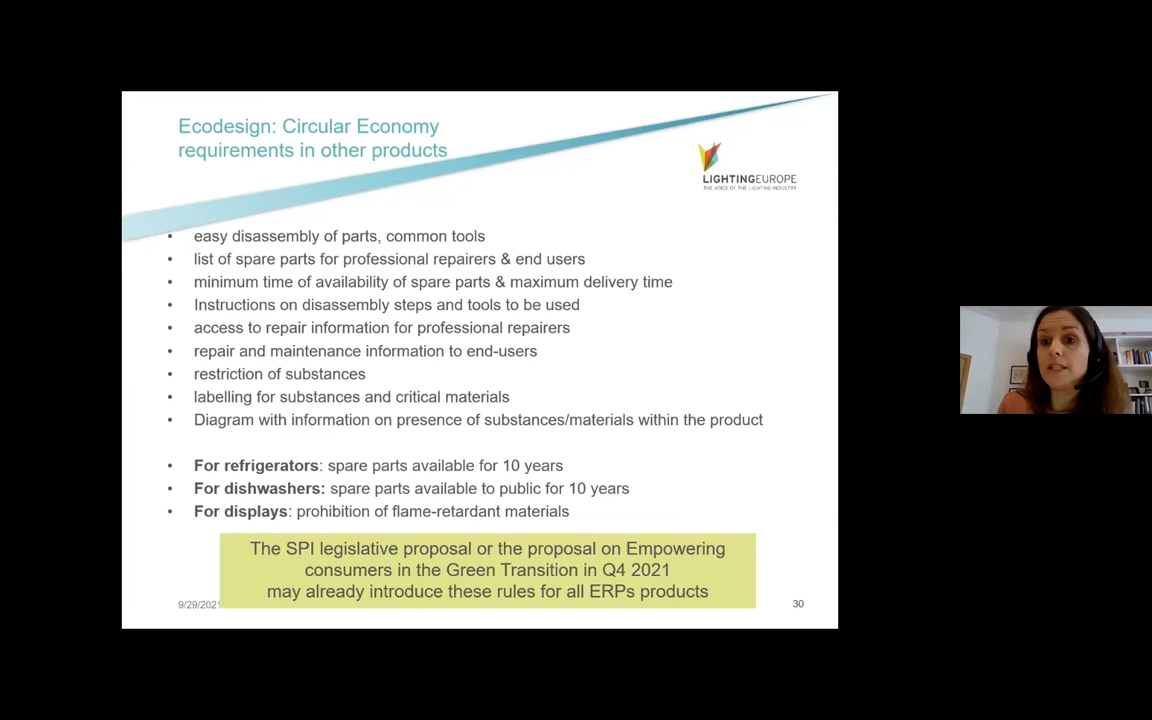 Ecodesign: Circular Economy
requirements in other products
LIGHTINGEUROPE
THE VOICE OF THE LIGHTING INDUSTRY
• easy disassembly of parts, common tools
• list of spare parts for professional repairers & end users
• minimum time of availability of spare parts & maximum delivery time
• Instructions on disassembly steps and tools to be used
• access to repair information for professional repairers
• repair and maintenance information to end-users
• restriction of substances
• labelling for substances and critical materials
• Diagram with information on presence of substances/materials within the product
• For refrigerators: spare parts available for 10 years
• For dishwashers: spare parts available to public for 10 years
• For displays: prohibition of flame-retardant materials
The SPI legislative proposal or the proposal on Empowering
consumers in the Green Transition in Q4 2021
may already introduce these rules for all ERPs products
9/29/2021
30